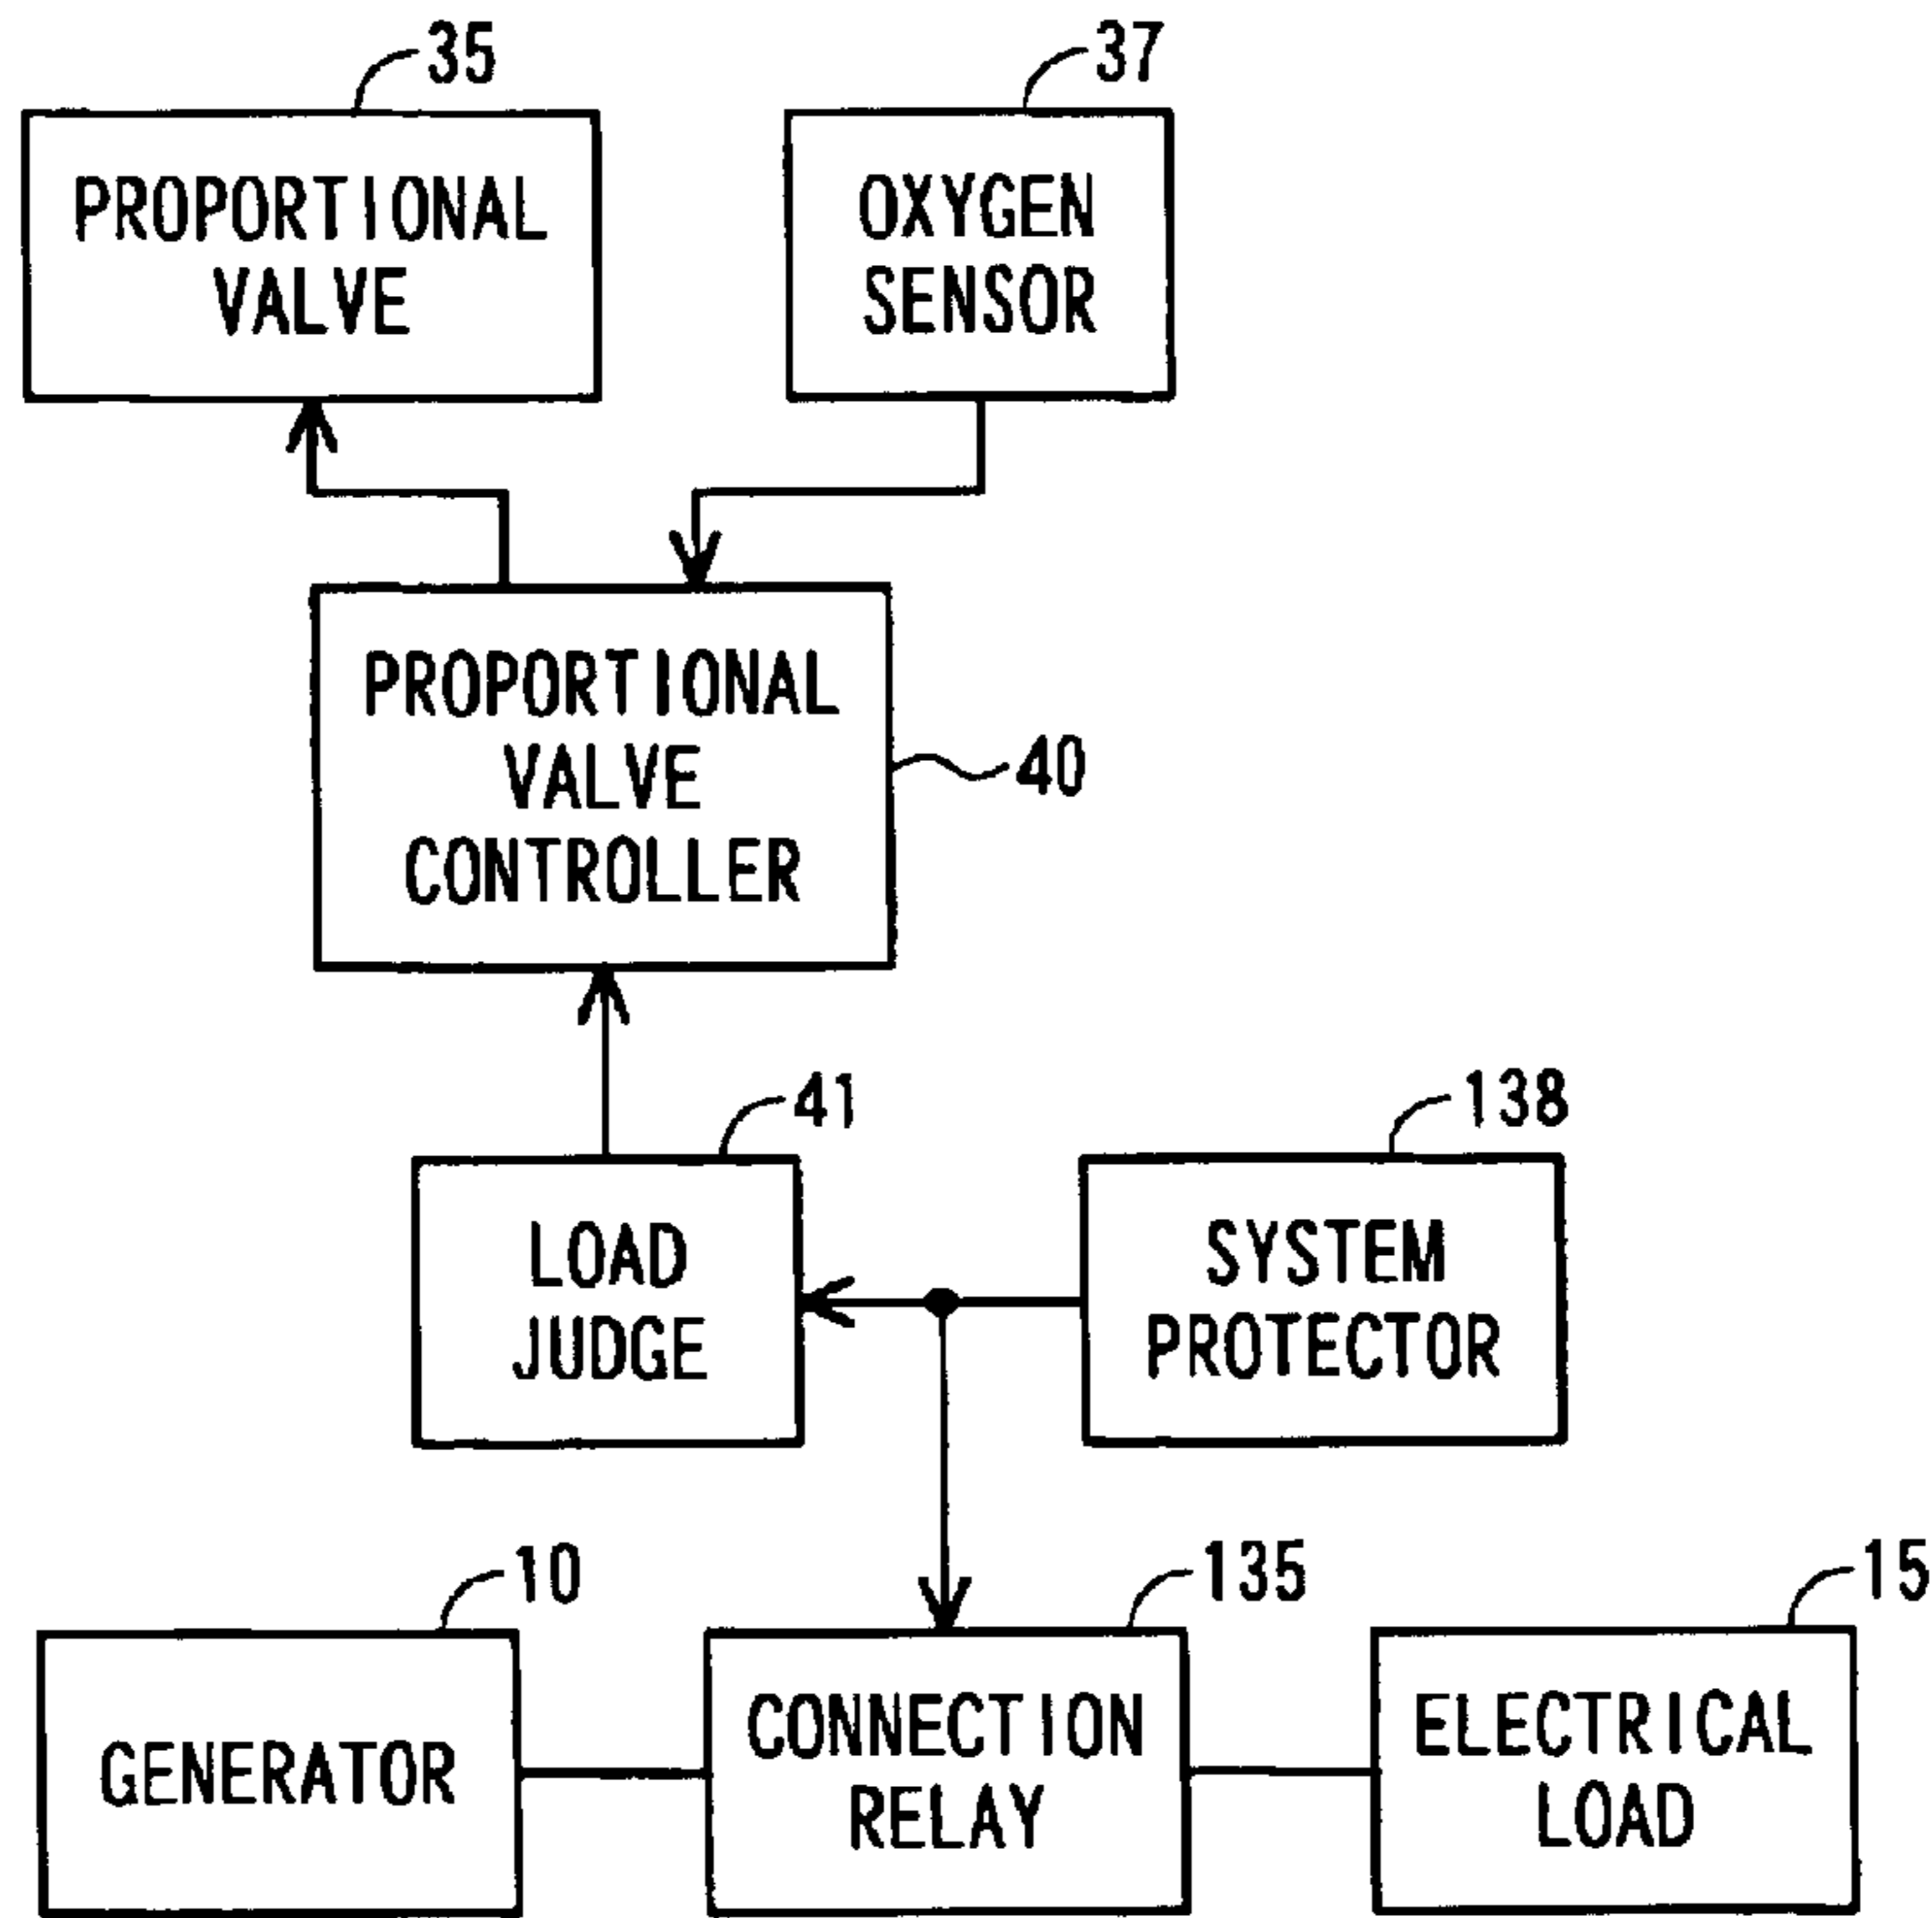 35
37
PROPORTIONAL
VALVE
OXYGEN
SENSOR
PROPORTIONAL
VALVE
CONTROLLER
40
41
138
LOAD
JUDGE
SYSTEM
PROTECTOR
10
135
15
GENERATOR
CONNECTION
RELAY
ELECTRICAL
LOAD